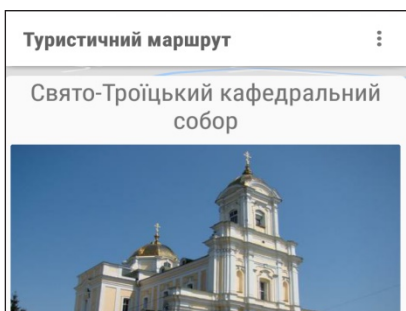 Туристичний маршрут
Свято-Троїцький кафедральний
собор